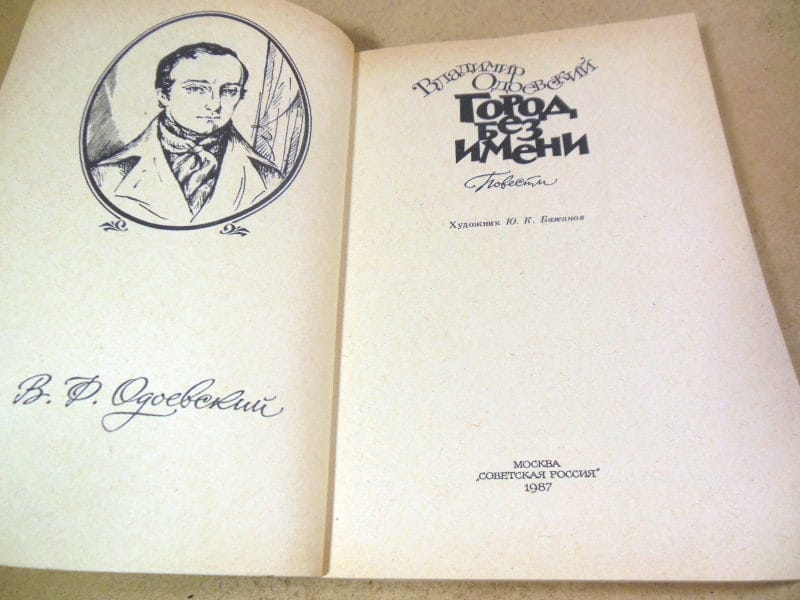 В. Ф. Одоевский
Владимир Одоевский
Город
без
имени
Повести
Художник Ю. К. Бажанов
МОСКВА
„СОВЕТСКАЯ РОССИЯ"
1987